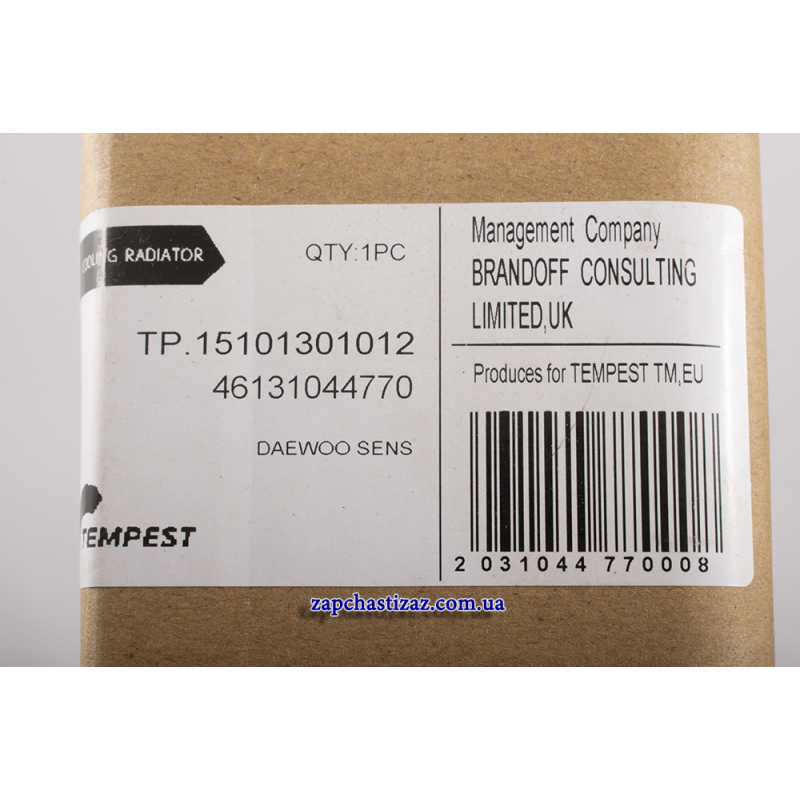 COOLING RADIATOR
QTY:1PC
TP.15101301012
46131044770
DAEWOO SENS
TEMPEST
Management Company
BRANDOFF CONSULTING
LIMITED,UK
Produces for TEMPEST TM,EU
2 031044 770008
zapchastizaz.com.ua